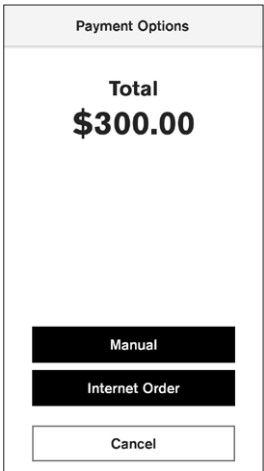 Payment Options
Total
$300.00
Manual
Internet Order
Cancel